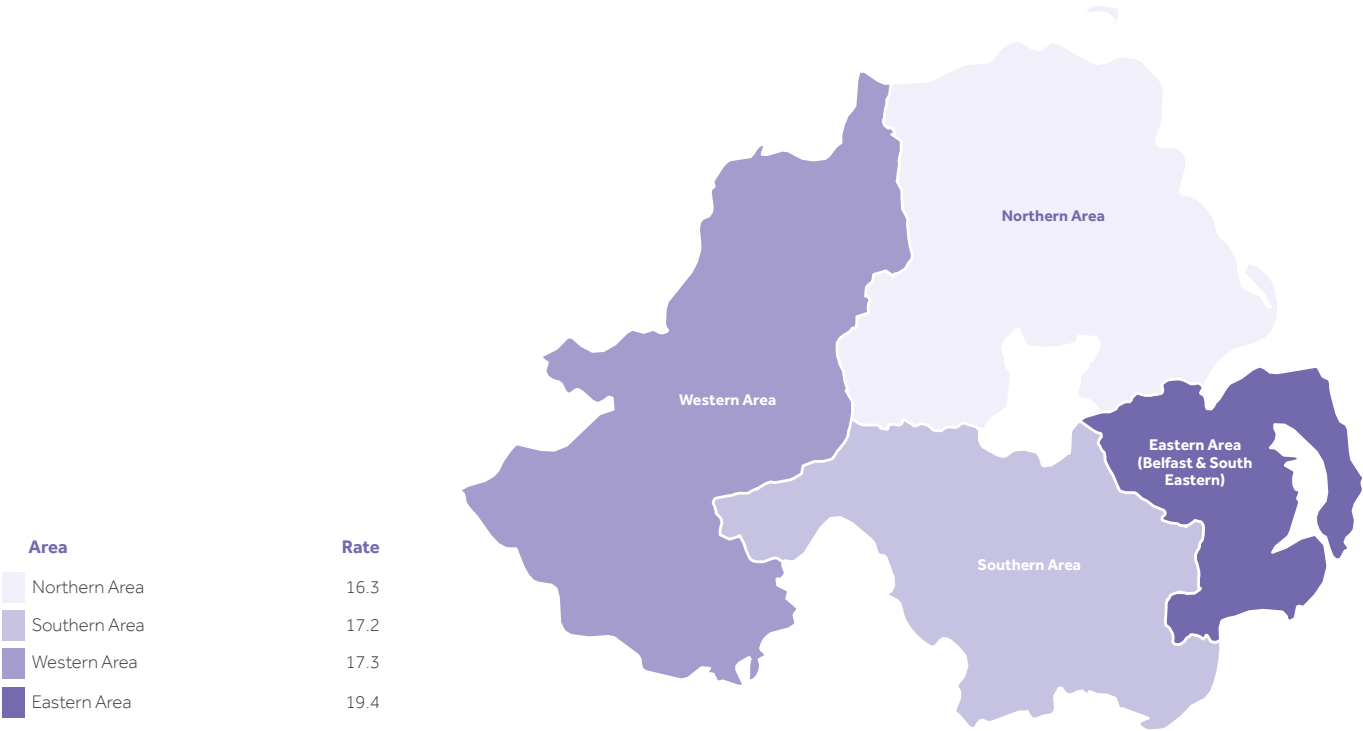 Northern Area
Western Area
Eastern Area
(Belfast & South
Eastern)
Southern Area
Area Rate
Northern Area 16.3
Southern Area 17.2
Western Area 17.3
Eastern Area 19.4